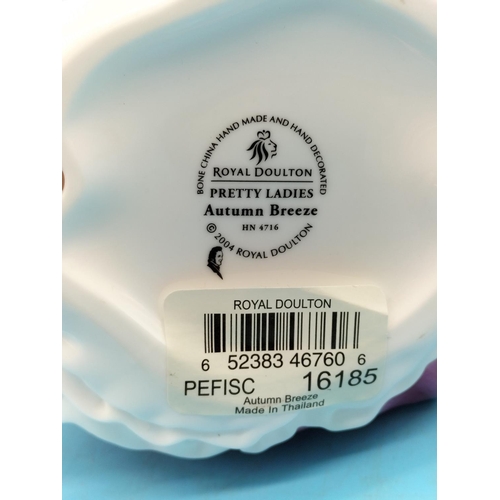 BONE CHINA HAND MADE AND HAND DECORATED
ROYAL DOULTON
PRETTY LADIES
Autumn Breeze
HN 4716
© 2004 ROYAL DOULTON
ROYAL DOULTON
6 52383 46760 6
PEFISC 16185
Autumn Breeze
Made In Thailand